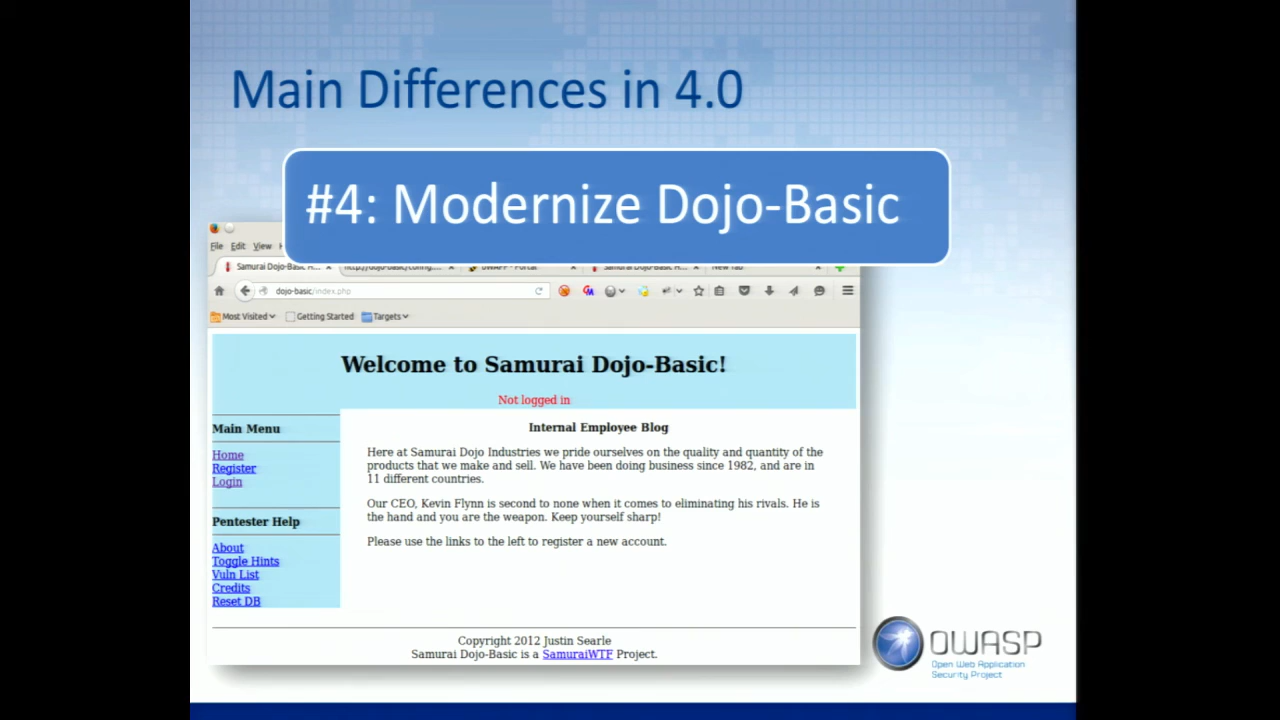 Main Differences in 4.0
#4: Modernize Dojo-Basic
File Edit View
Samurai Dojo-Basic H...
New Tab
dojo-basic/index.php
Most Visited Getting Started Targets
Welcome to Samurai Dojo-Basic!
Not logged in
Main Menu
Home
Register
Login
Pentester Help
About
Toggle Hints
Vuln List
Credits
Reset DB
Internal Employee Blog
Here at Samurai Dojo Industries we pride ourselves on the quality and quantity of the
products that we make and sell. We have been doing business since 1982, and are in
11 different countries.
Our CEO, Kevin Flynn is second to none when it comes to eliminating his rivals. He is
the hand and you are the weapon. Keep yourself sharp!
Please use the links to the left to register a new account.
Copyright 2012 Justin Searle
Samurai Dojo-Basic is a SamuraiWTF Project.
OWASP
Open Web Application
Security Project